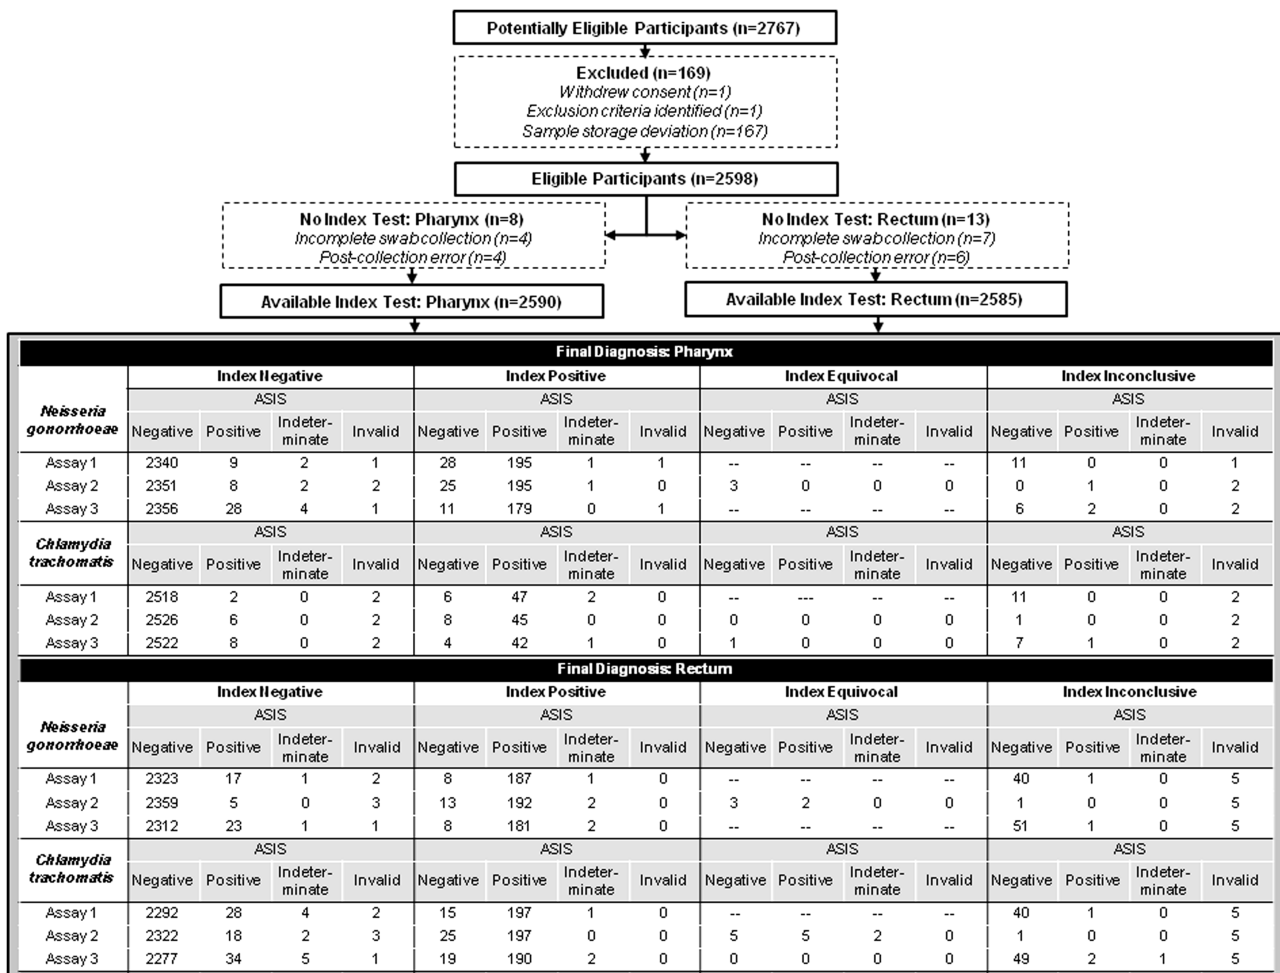 Potentially Eligible Participants (n=2767)
Excluded (n=169)
Withdrew consent (n=1)
Exclusion criteria identified (n=1)
Sample storage deviation (n=167)
Eligible Participants (n=2598)
No Index Test: Pharynx (n=8)
Incomplete swab collection (n=4)
Post-collection error (n=4)
No Index Test: Rectum (n=13)
Incomplete swab collection (n=7)
Post-collection error (n=6)
Available Index Test: Pharynx (n=2590)
Available Index Test: Rectum (n=2585)
Final Diagnosis: Pharynx
Neisseria gonorrhoeae Index Negative Index Positive Index Equivocal Index Inconclusive
ASIS ASIS ASIS ASIS
Negative Positive Indeter-minate Invalid Negative Positive Indeter-minate Invalid Negative Positive Indeter-minate Invalid Negative Positive Indeter-minate Invalid
Assay 1 2340 9 2 1 28 195 1 1 -- -- -- -- 11 0 0 1
Assay 2 2351 8 2 2 25 195 1 0 3 0 0 0 0 1 0 2
Assay 3 2356 28 4 1 11 179 0 1 -- -- -- -- 6 2 0 2
Chlamydia trachomatis ASIS ASIS ASIS ASIS
Negative Positive Indeter-minate Invalid Negative Positive Indeter-minate Invalid Negative Positive Indeter-minate Invalid Negative Positive Indeter-minate Invalid
Assay 1 2518 2 0 2 6 47 2 0 -- --- -- -- 11 0 0 2
Assay 2 2526 6 0 2 8 45 0 0 0 0 0 0 1 0 0 2
Assay 3 2522 8 0 2 4 42 1 0 1 0 0 0 7 1 0 2
Final Diagnosis: Rectum
Neisseria gonorrhoeae Index Negative Index Positive Index Equivocal Index Inconclusive
ASIS ASIS ASIS ASIS
Negative Positive Indeter-minate Invalid Negative Positive Indeter-minate Invalid Negative Positive Indeter-minate Invalid Negative Positive Indeter-minate Invalid
Assay 1 2323 17 1 2 8 187 1 0 -- -- -- -- 40 1 0 5
Assay 2 2359 5 0 3 13 192 2 0 3 2 0 0 1 0 0 5
Assay 3 2312 23 1 1 8 181 2 0 -- -- -- -- 51 1 0 5
Chlamydia trachomatis ASIS ASIS ASIS ASIS
Negative Positive Indeter-minate Invalid Negative Positive Indeter-minate Invalid Negative Positive Indeter-minate Invalid Negative Positive Indeter-minate Invalid
Assay 1 2292 28 4 2 15 197 1 0 -- -- -- -- 40 1 0 5
Assay 2 2322 18 2 3 25 197 0 0 5 5 2 0 1 0 0 5
Assay 3 2277 34 5 1 19 190 2 0 0 0 0 0 49 2 1 5